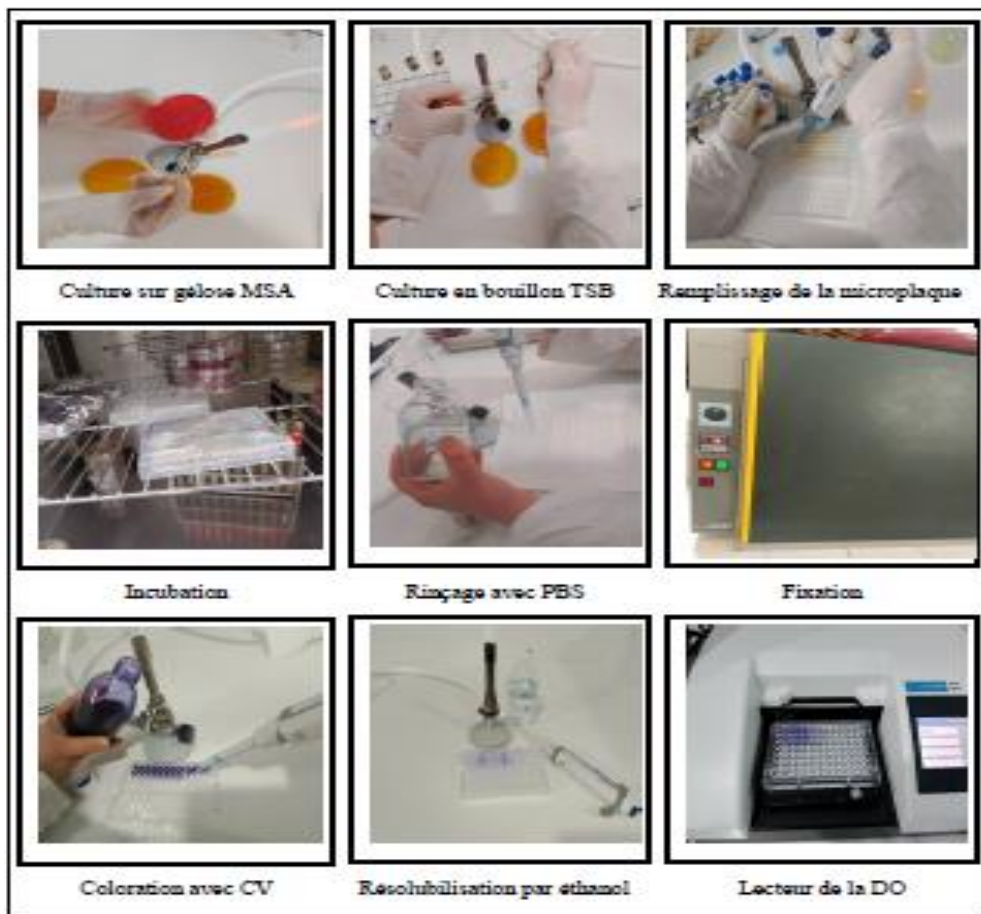 Culture sur gélose MSA
Culture en bouillon TSB
Remplissage de la microplaque
Incubation
Rinçage avec PBS
Fixation
Coloration avec CV
Résolubilisation par éthanol
Lecteur de la DO